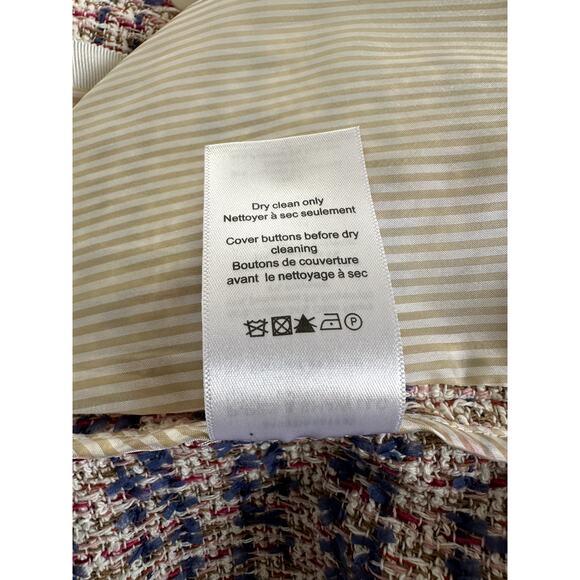 Dry clean only
Nettoyer à sec seulement
Cover buttons before dry
cleaning
Boutons de couverture
avant le nettoyage à sec
P